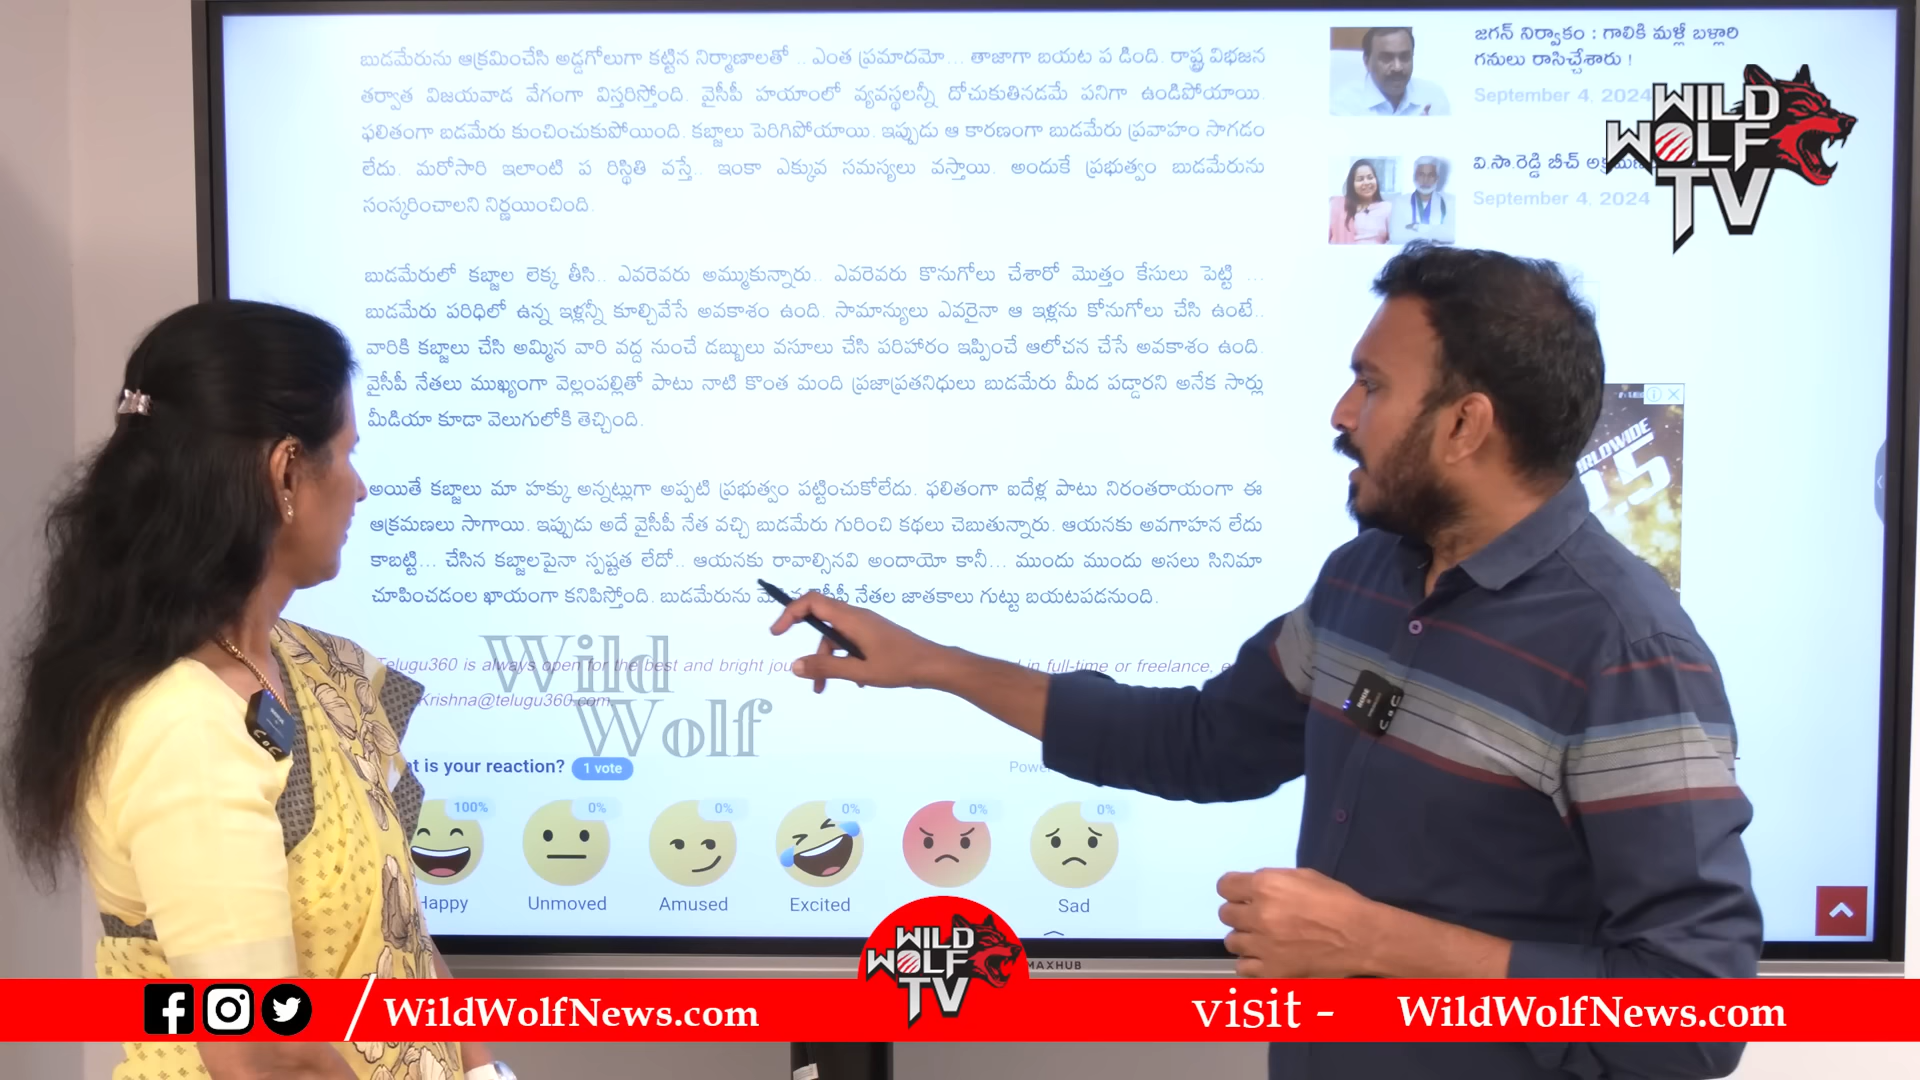 బుడమేరును ఆక్రమించేసి అడ్డగోలుగా కట్టిన నిర్మాణాలతో .. ఎంత ప్రమాదమో... తాజాగా బయట ప డింది. రాష్ట్ర విభజన
తర్వాత విజయవాడ వేగంగా విస్తరిస్తోంది. వైసీపీ హయాంలో వ్యవస్థలన్నీ దోచుకుతినడమే పనిగా ఉండిపోయాయి.
ఫలితంగా బడమేరు కుంచించుకుపోయింది. కబ్జాలు పెరిగిపోయాయి. ఇప్పుడు ఆ కారణంగా బుడమేరు ప్రవాహం సాగడం
లేదు. మరోసారి ఇలాంటి ప రిస్థితి వస్తే.. ఇంకా ఎక్కువ సమస్యలు వస్తాయి. అందుకే ప్రభుత్వం బుడమేరును
సంస్కరించాలని నిర్ణయించింది.
బుడమేరులో కబ్జాల లెక్క తీసి.. ఎవరెవరు అమ్ముకున్నారు.. ఎవరెవరు కొనుగోలు చేశారో మొత్తం కేసులు పెట్టి ...
బుడమేరు పరిధిలో ఉన్న ఇళ్లన్నీ కూల్చివేసే అవకాశం ఉంది. సామాన్యులు ఎవరైనా ఆ ఇళ్లను కోనుగోలు చేసి ఉంటే..
వారికి కబ్జాలు చేసి అమ్మిన వారి వద్ద నుంచే డబ్బులు వసూలు చేసి పరిహారం ఇప్పించే ఆలోచన చేసే అవకాశం ఉంది.
వైసీపీ నేతలు ముఖ్యంగా వెల్లంపల్లితో పాటు నాటి కొంత మంది ప్రజాప్రతనిధులు బుడమేరు మీద పడ్డారని అనేక సార్లు
మీడియా కూడా వెలుగులోకి తెచ్చింది.
అయితే కబ్జాలు మా హక్కు అన్నట్లుగా అప్పటి ప్రభుత్వం పట్టించుకోలేదు. ఫలితంగా ఐదేళ్ల పాటు నిరంతరాయంగా ఈ
ఆక్రమణలు సాగాయి. ఇప్పుడు అదే వైసీపీ నేత వచ్చి బుడమేరు గురించి కథలు చెబుతున్నారు. ఆయనకు అవగాహన లేదు
కాబట్టి... చేసిన కబ్జాలపైనా స్పష్టత లేదో.. ఆయనకు రావాల్సినవి అందాయో కానీ... ముందు ముందు అసలు సినిమా
చూపించడంల ఖాయంగా కనిపిస్తోంది. బుడమేరును నేతల జాతకాలు గుట్టు బయటపడనుంది.
Telugu360 is always open for the best and bright in full-time or freelance,
Krishna@telugu360.com.
Wild
Wolf
is your reaction? 1 vote
100% 0% 0% 0% 0% 0%
Happy Unmoved Amused Excited Sad
జగన్ నిర్వాకం : గాలికి మళ్లీ బళ్లారి
గనులు రాసిచ్చేశారు !
September 4, 2024
వి.సా.రెడ్డి బీచ్
September 4, 2024
WILD
WOLF
TV
MAXHUB
WILD
WOLF
TV
WildWolfNews.com
visit - WildWolfNews.com